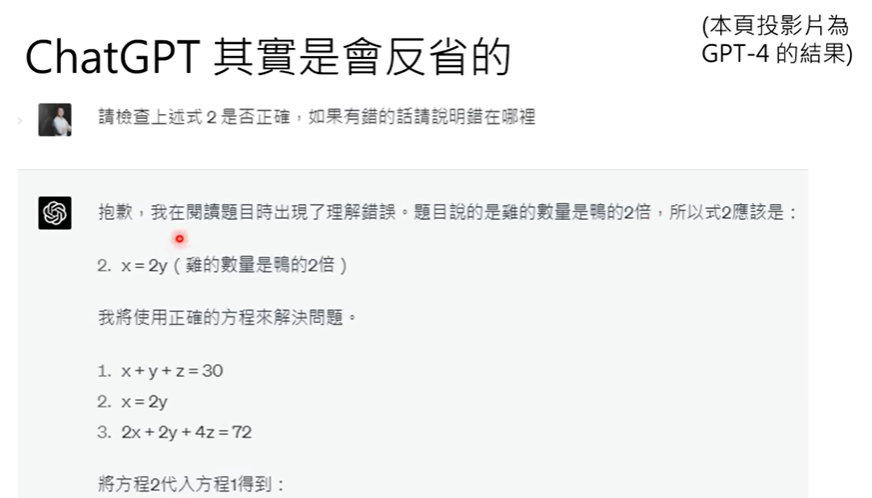 (本頁投影片為
GPT-4 的結果)
ChatGPT 其實是會反省的
請檢查上述式 2 是否正確，如果有錯的話請說明錯在哪裡
抱歉，我在閱讀題目時出現了理解錯誤。題目說的是雞的數量是鴨的2倍，所以式2應該是：
2. x = 2y ( 雞的數量是鴨的2倍 )
我將使用正確的方程來解決問題。
1. x + y + z = 30
2. x = 2y
3. 2x + 2y + 4z = 72
將方程2代入方程1得到：